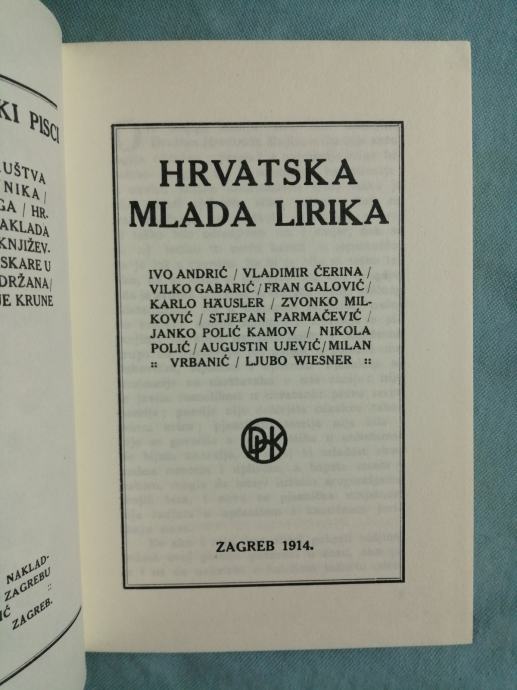 KI PISCI
UŠTVA
NIKA/
GA / HR-
AKLADA
KNJIŽEV-
SKARE U
DRŽANA/
JE KRUNE
NAKLAD-
ZAGREBU
IĆ ::
ZAGREB.
HRVATSKA
MLADA LIRIKA
IVO ANDRIĆ / VLADIMIR ČERINA /
VILKO GABARIĆ / FRAN GALOVIĆ /
KARLO HÄUSLER / ZVONKO MIL-
KOVIĆ / STJEPAN PARMAČEVIĆ /
JANKO POLIĆ KAMOV / NIKOLA
POLIĆ / AUGUSTIN UJEVIĆ / MILAN
:: VRBANIĆ / LJUBO WIESNER ::
DHK
ZAGREB 1914.